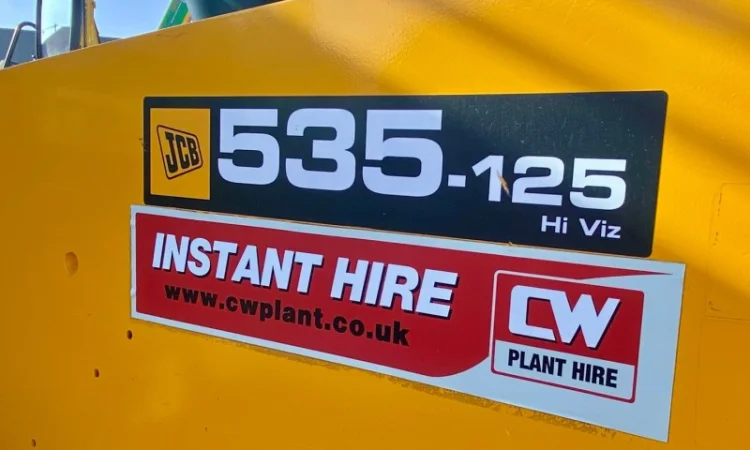 JCB
535-125
Hi Viz
INSTANT HIRE
www.cwplant.co.uk
CW
PLANT HIRE